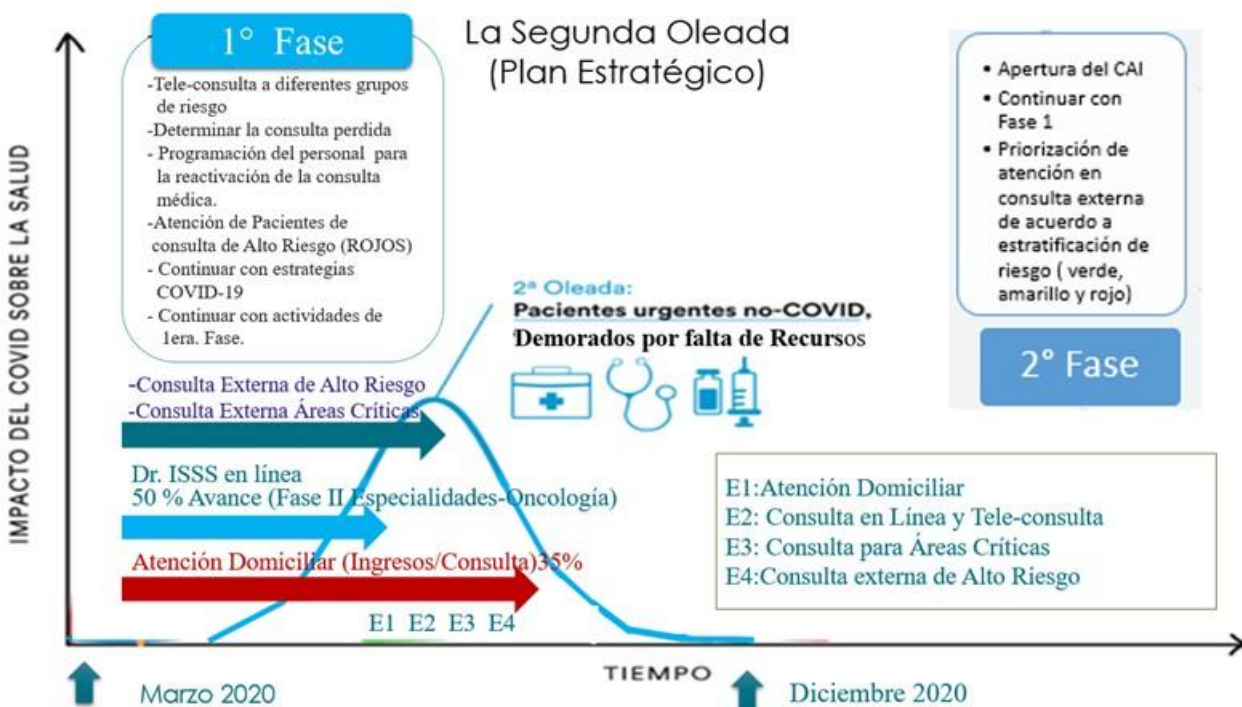 La Segunda Oleada
(Plan Estratégico)
1° Fase
-Tele-consulta a diferentes grupos
de riesgo
-Determinar la consulta perdida
- Programación del personal para
la reactivación de la consulta
médica.
-Atención de Pacientes de
consulta de Alto Riesgo (ROJOS)
- Continuar con estrategias
COVID-19
- Continuar con actividades de
1era. Fase.
• Apertura del CAI
• Continuar con
Fase 1
• Priorización de
atención en
consulta externa
de acuerdo a
estratificación de
riesgo ( verde,
amarillo y rojo)
2° Fase
IMPACTO DEL COVID SOBRE LA SALUD
2ª Oleada:
Pacientes urgentes no-COVID,
Demorados por falta de Recursos
-Consulta Externa de Alto Riesgo
-Consulta Externa Áreas Críticas
Dr. ISSS en línea
50 % Avance (Fase II Especialidades-Oncología)
Atención Domiciliar (Ingresos/Consulta)35%
E1 E2 E3 E4
E1:Atención Domiciliar
E2: Consulta en Línea y Tele-consulta
E3: Consulta para Áreas Críticas
E4:Consulta externa de Alto Riesgo
TIEMPO
Marzo 2020
Diciembre 2020